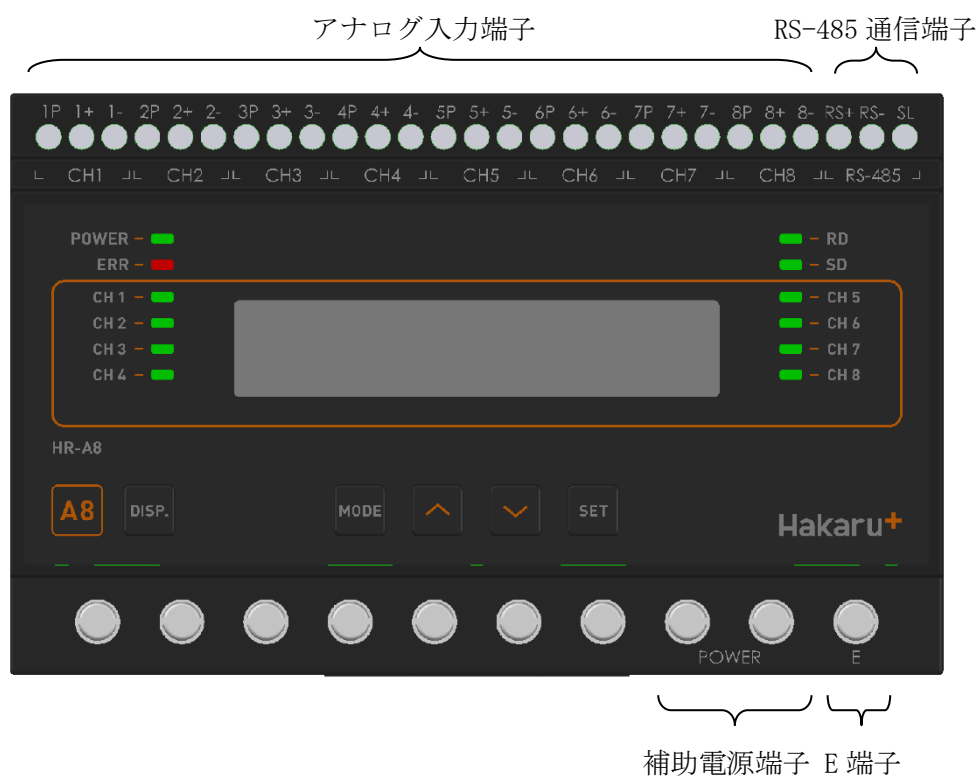 アナログ入力端子 RS-485 通信端子
1P 1+ 1- 2P 2+ 2- 3P 3+ 3- 4P 4+ 4- 5P 5+ 5- 6P 6+ 6- 7P 7+ 7- 8P 8+ 8- RS+ RS- SL
CH1 CH2 CH3 CH4 CH5 CH6 CH7 CH8 RS-485
POWER RD
ERR SD
CH 1 CH 5
CH 2 CH 6
CH 3 CH 7
CH 4 CH 8
HR-A8
A8 DISP. MODE SET
Hakaru+
POWER E
補助電源端子 E 端子